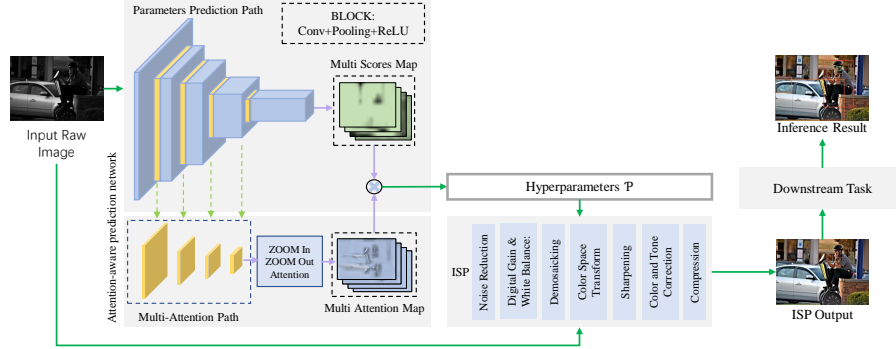 Parameters Prediction Path
BLOCK:
Conv+Pooling+ReLU
Multi Scores Map
Input Raw
Image
Attention-aware prediction network
ZOOM In
ZOOM Out
Attention
Multi-Attention Path
Multi Attention Map
Hyperparameters 𝒫
ISP
Noise Reduction
Digital Gain &
White Balance:
Demosaicking
Color Space
Transform
Sharpening
Color and Tone
Correction
Compression
Inference Result
Downstream Task
ISP Output